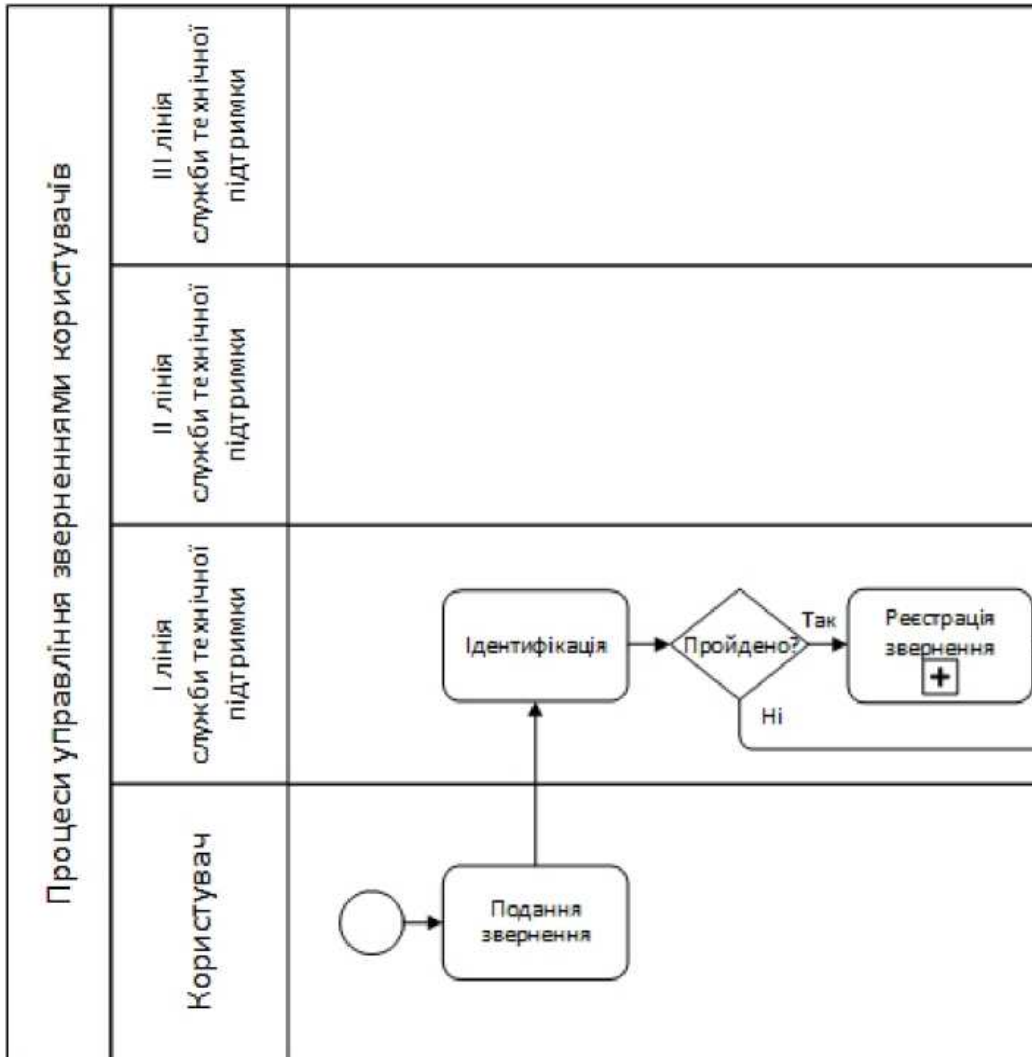 Процеси управління зверненнями користувачів
III лінія
служби технічної
підтримки
II лінія
служби технічної
підтримки
I лінія
служби технічної
підтримки
Користувач
Ідентифікація
Пройдено?
Так
Реєстрація
звернення
Ні
Подання
звернення